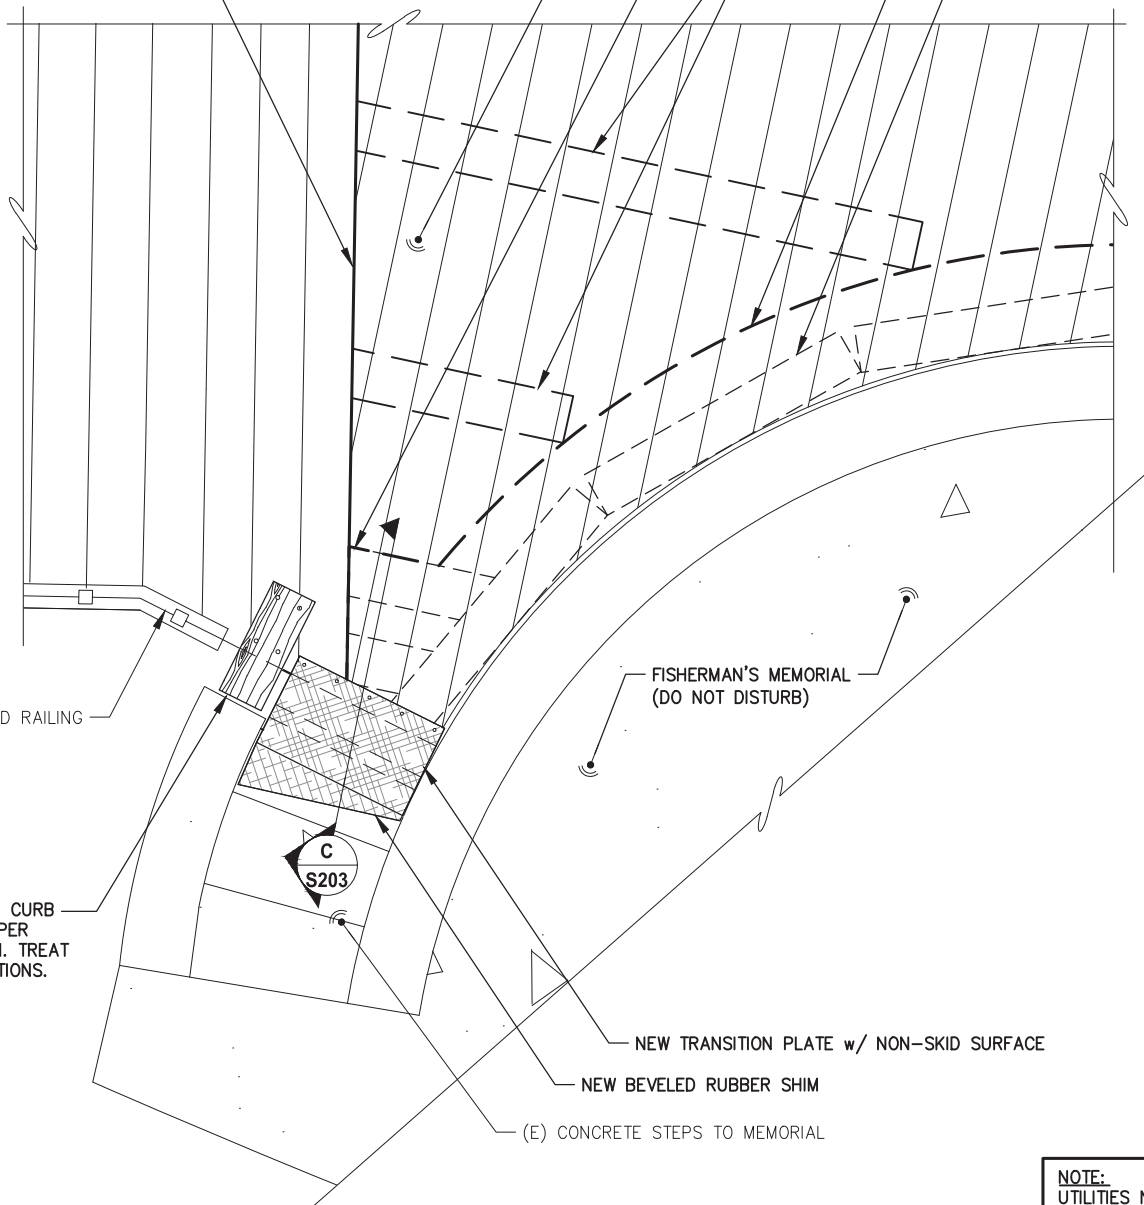 FISHERMAN'S MEMORIAL
(DO NOT DISTURB)
D RAILING
C
S203
CURB
PER
TREAT
TIONS.
NEW TRANSITION PLATE w/ NON-SKID SURFACE
NEW BEVELED RUBBER SHIM
(E) CONCRETE STEPS TO MEMORIAL
NOTE:
UTILITIES N